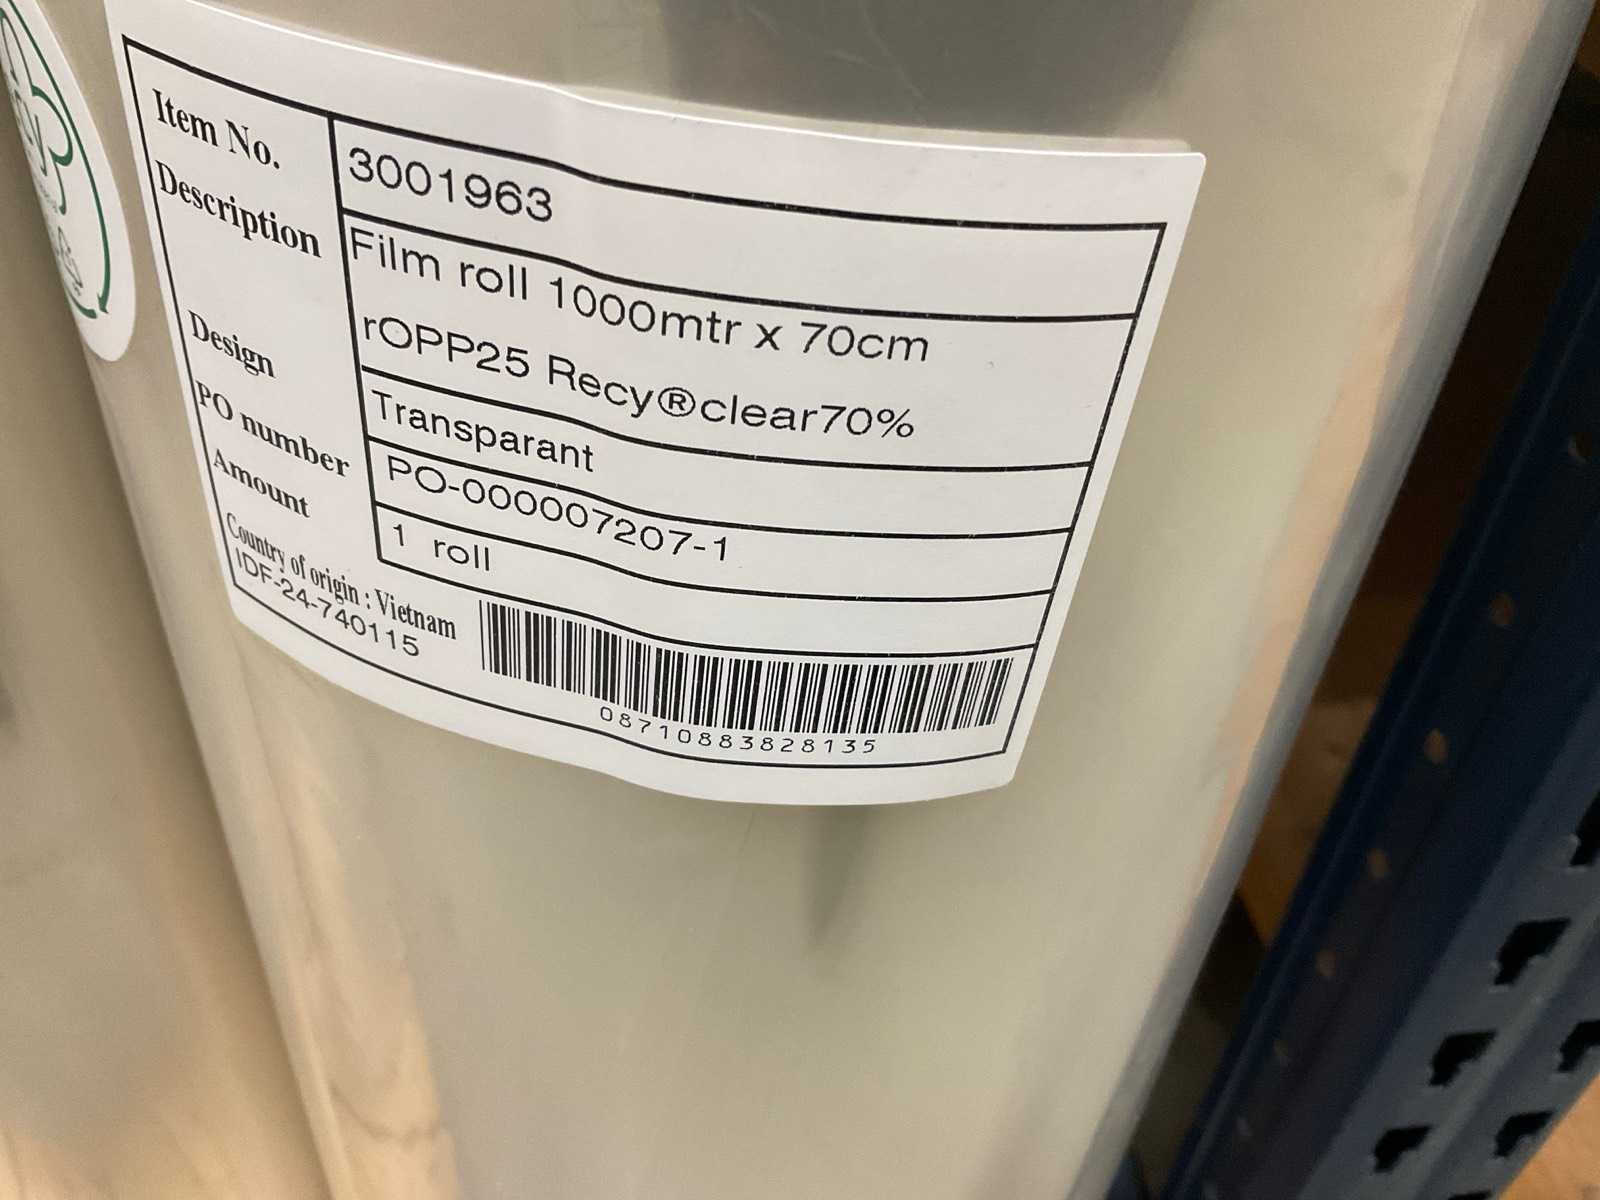 Item No. 3001963
Description Film roll 1000mtr x 70cm
rOPP25 Recy®clear70%
Design Transparant
PO number PO-000007207-1
Amount 1 roll
Country of origin : Vietnam
IDF-24-740115
08710883828135